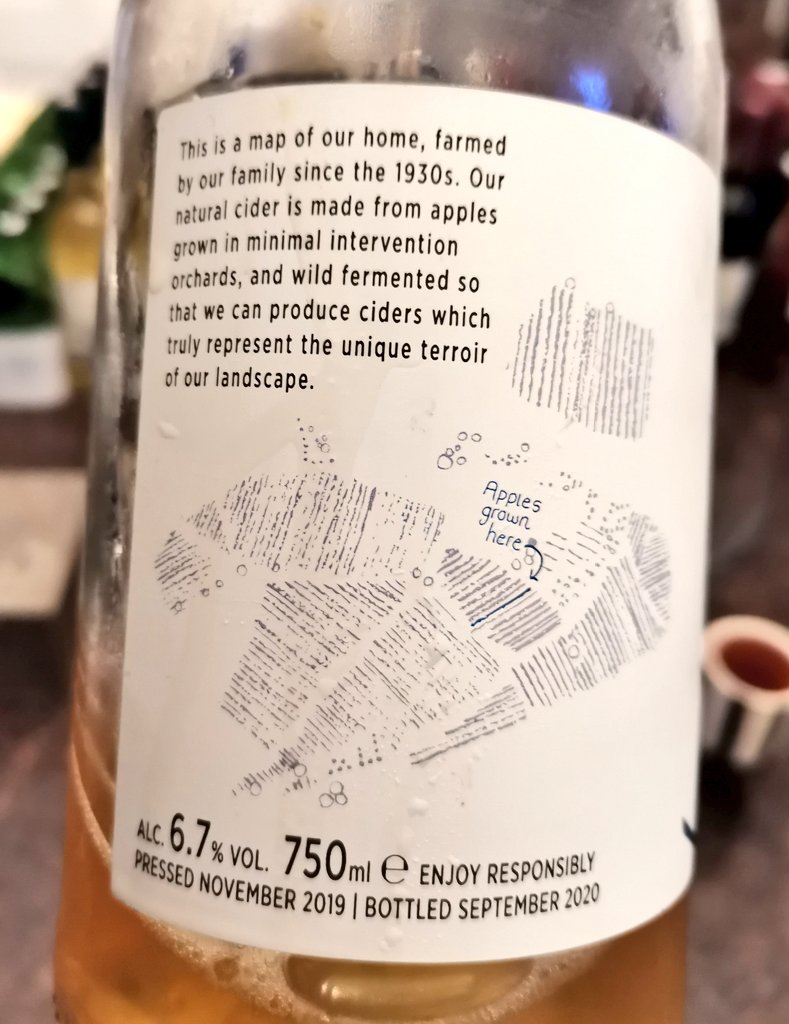 This is a map of our home, farmed
by our family since the 1930s. Our
natural cider is made from apples
grown in minimal intervention
orchards, and wild fermented so
that we can produce ciders which
truly represent the unique terroir
of our landscape.
Apples
grown
here
ALC. 6.7% VOL. 750ml ℮ ENJOY RESPONSIBLY
PRESSED NOVEMBER 2019 | BOTTLED SEPTEMBER 2020